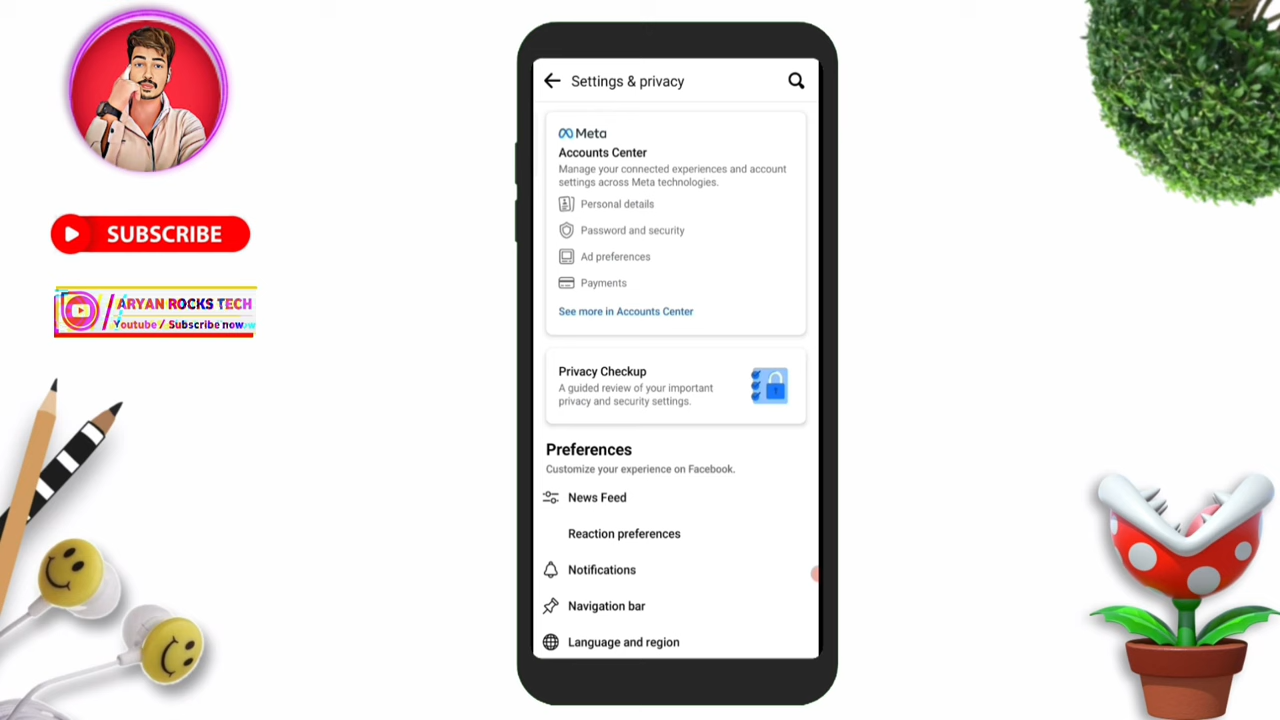 SUBSCRIBE
ARYAN ROCKS TECH
Youtube / Subscribe now
Settings & privacy
Meta
Accounts Center
Manage your connected experiences and account
settings across Meta technologies.
Personal details
Password and security
Ad preferences
Payments
See more in Accounts Center
Privacy Checkup
A guided review of your important
privacy and security settings.
Preferences
Customize your experience on Facebook.
News Feed
Reaction preferences
Notifications
Navigation bar
Language and region